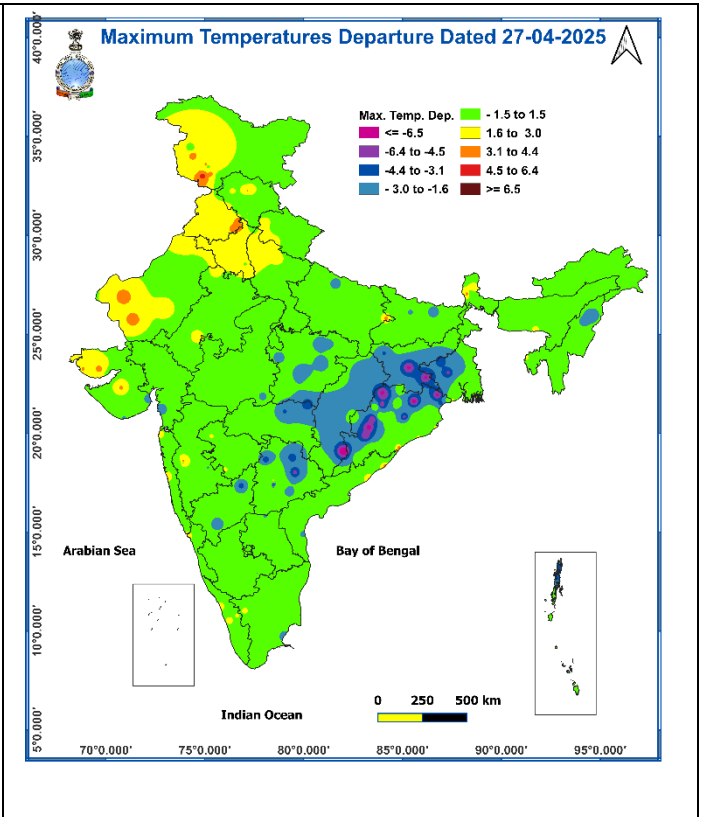 Maximum Temperatures Departure Dated 27-04-2025
Max. Temp. Dep.
<= -6.5
-6.4 to -4.5
-4.4 to -3.1
- 3.0 to -1.6
- 1.5 to 1.5
1.6 to 3.0
3.1 to 4.4
4.5 to 6.4
>= 6.5
40°0.000'
35°0.000'
30°0.000'
25°0.000'
20°0.000'
15°0.000'
10°0.000'
5°0.000'
Arabian Sea
Bay of Bengal
Indian Ocean
0 250 500 km
70°0.000' 75°0.000' 80°0.000' 85°0.000' 90°0.000' 95°0.000'